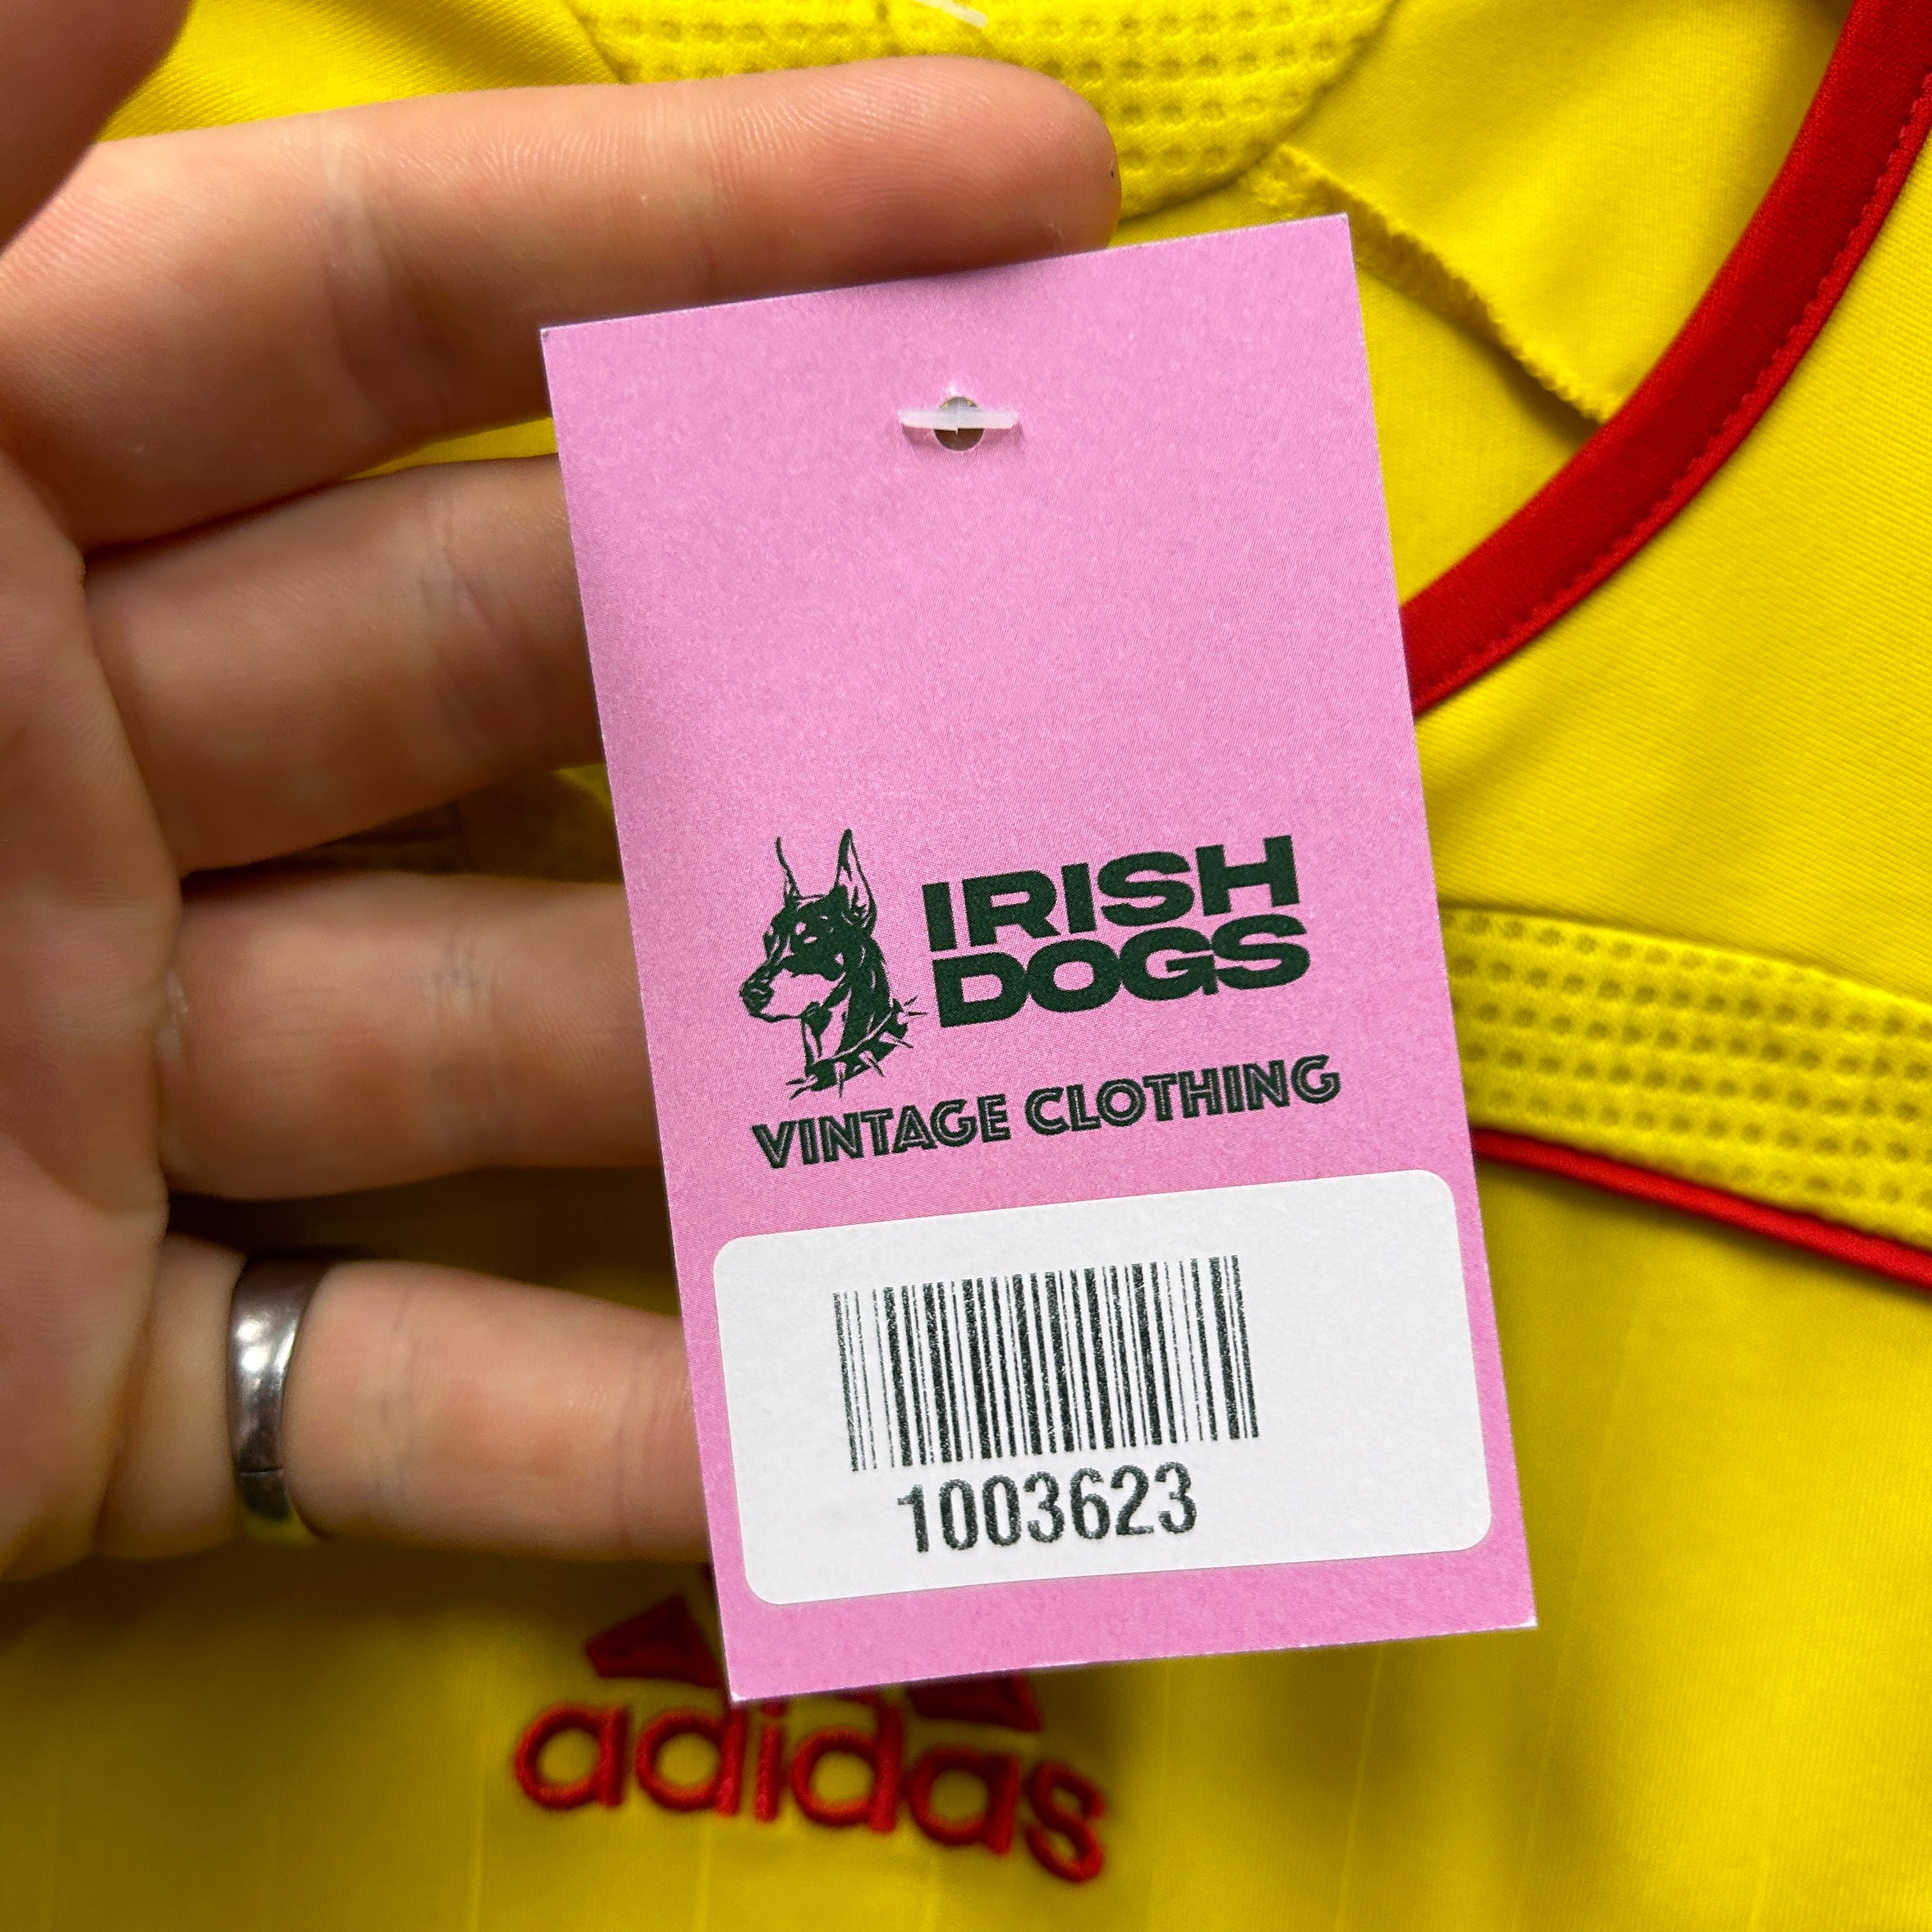 IRISH
DOGS
VINTAGE CLOTHING
1003623
adidas